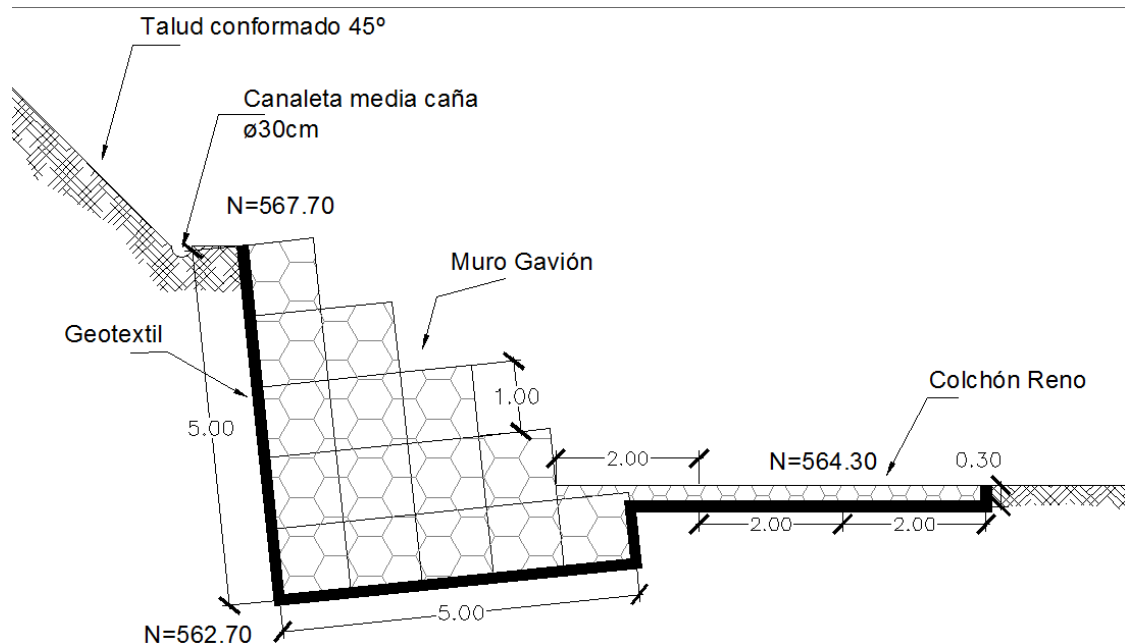 Talud conformado 45º
Canaleta media caña
ø30cm
N=567.70
Muro Gavión
Geotextil
1.00
Colchón Reno
5.00
2.00
N=564.30
0.30
2.00
2.00
5.00
N=562.70